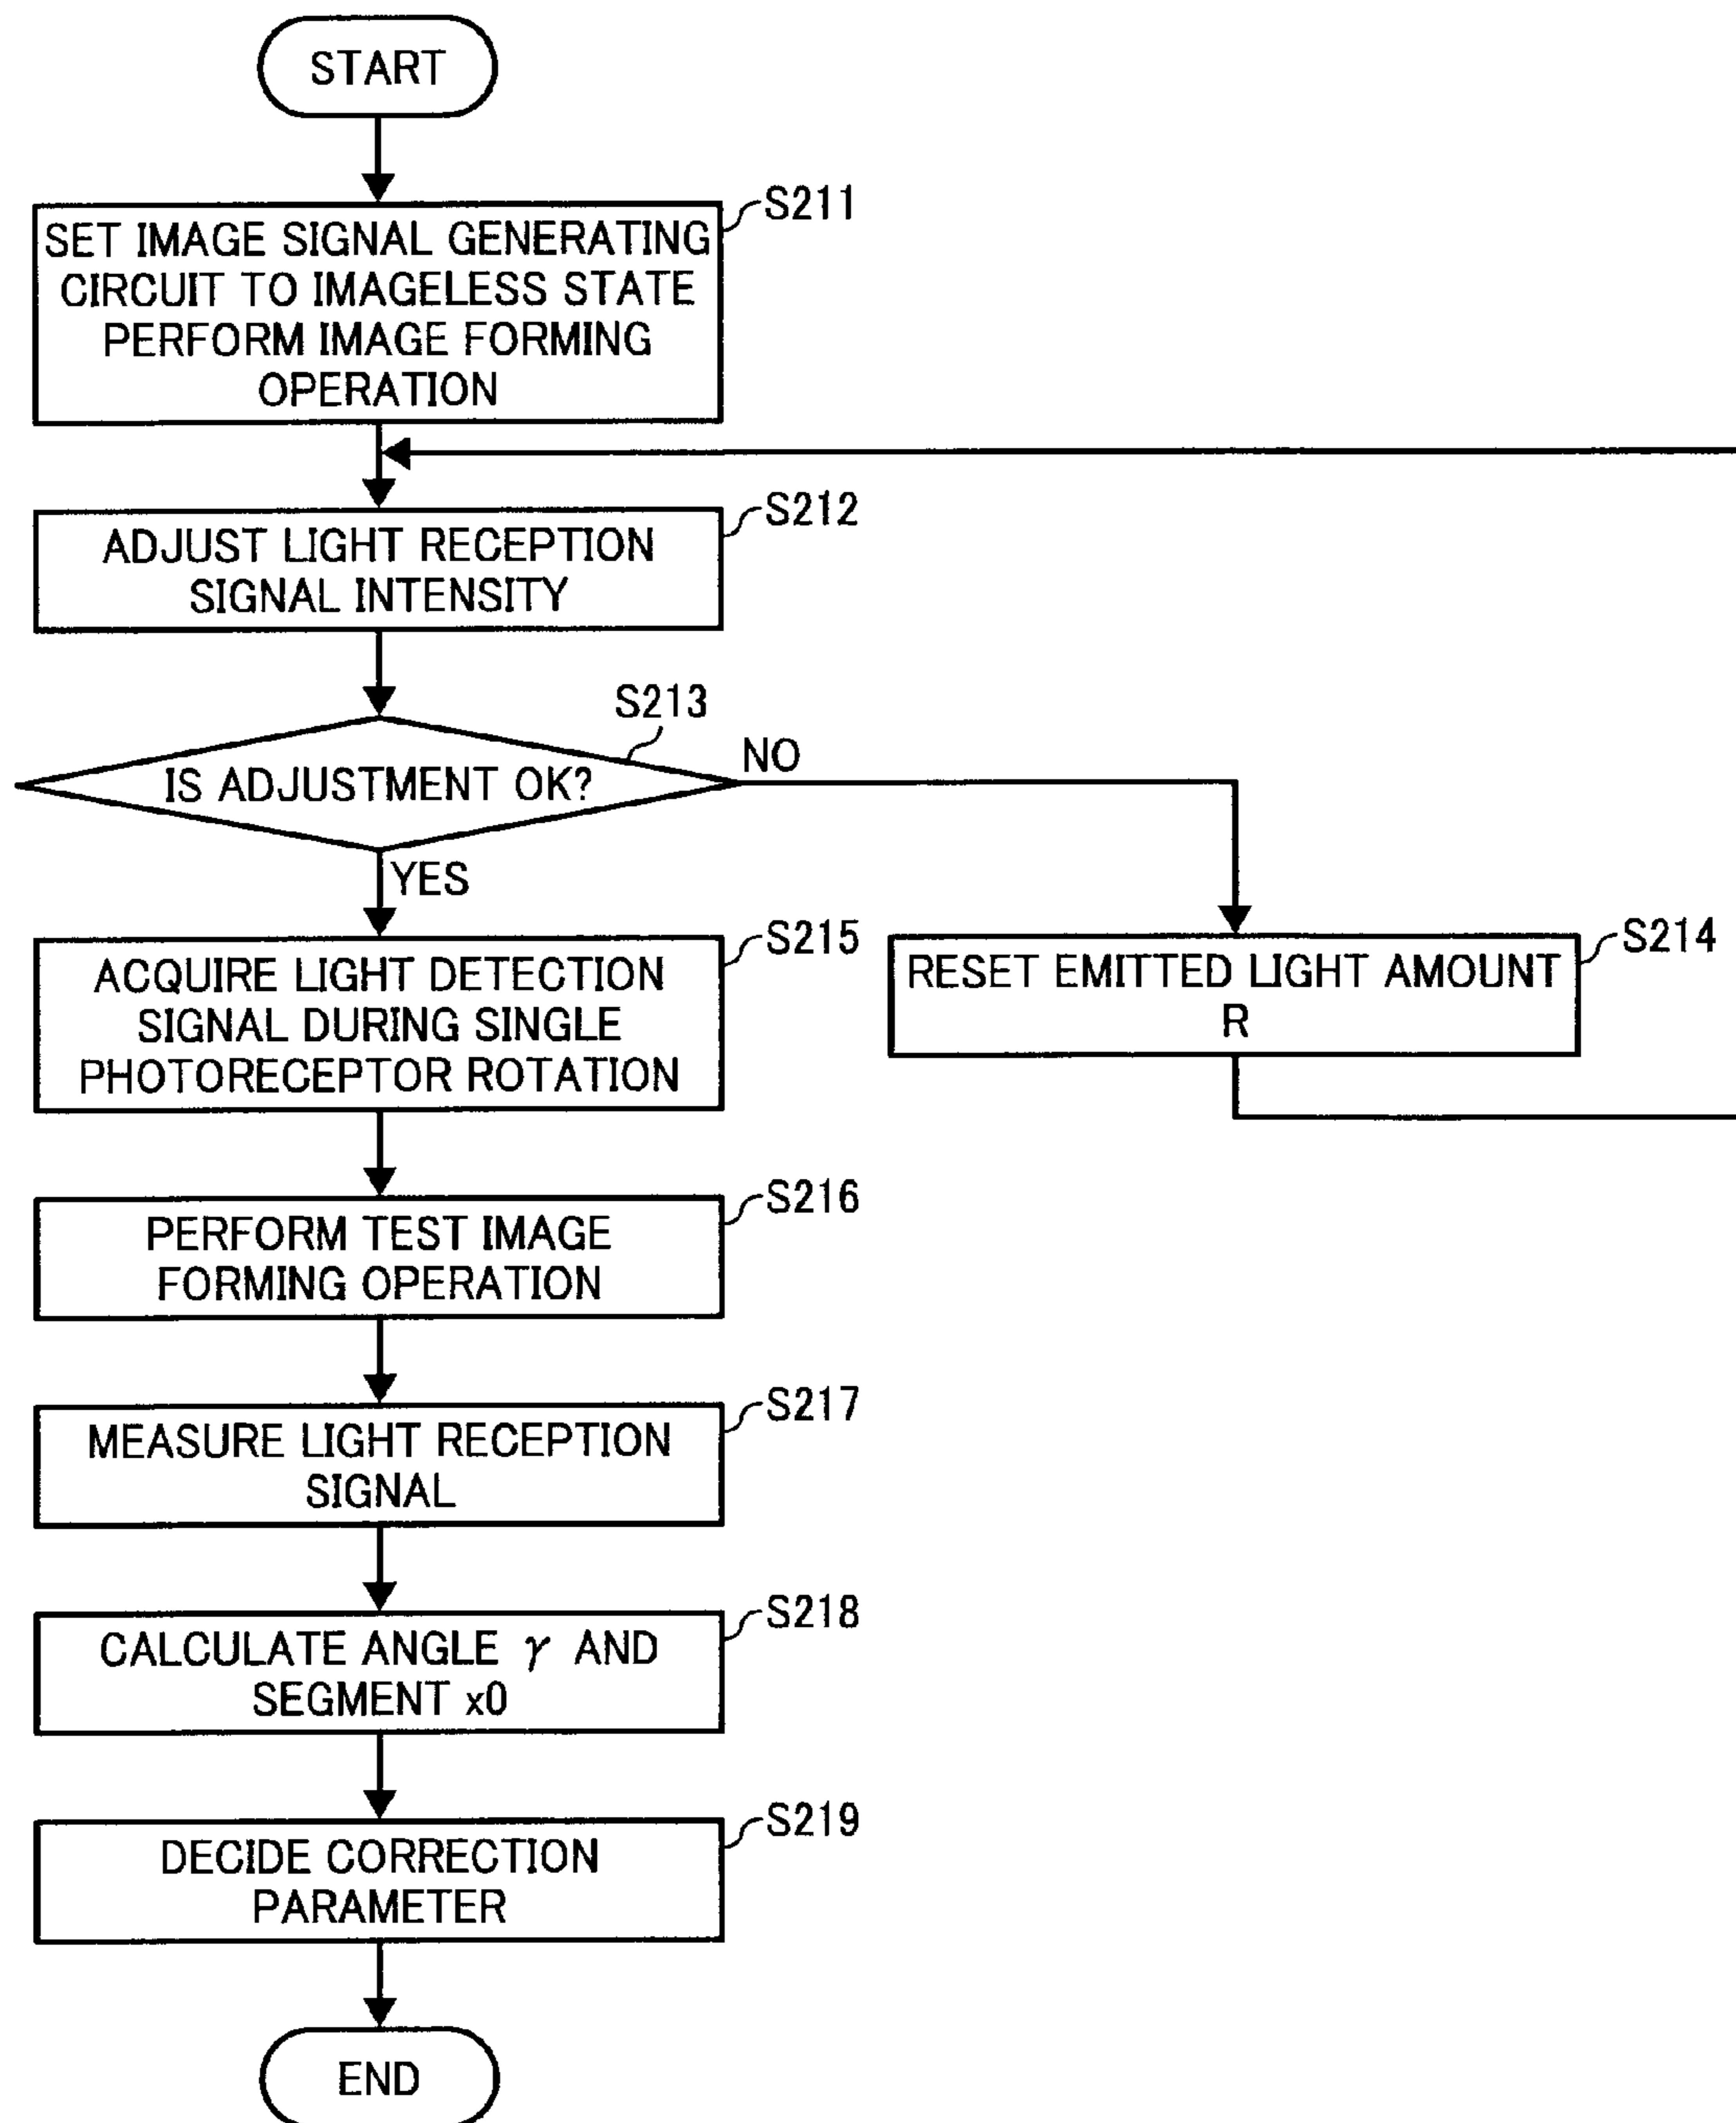 START
S211
SET IMAGE SIGNAL GENERATING
CIRCUIT TO IMAGELESS STATE
PERFORM IMAGE FORMING
OPERATION
S212
ADJUST LIGHT RECEPTION
SIGNAL INTENSITY
S213
IS ADJUSTMENT OK?
NO
YES
S215
ACQUIRE LIGHT DETECTION
SIGNAL DURING SINGLE
PHOTORECEPTOR ROTATION
S214
RESET EMITTED LIGHT AMOUNT
R
S216
PERFORM TEST IMAGE
FORMING OPERATION
S217
MEASURE LIGHT RECEPTION
SIGNAL
S218
CALCULATE ANGLE γ AND
SEGMENT x0
S219
DECIDE CORRECTION
PARAMETER
END